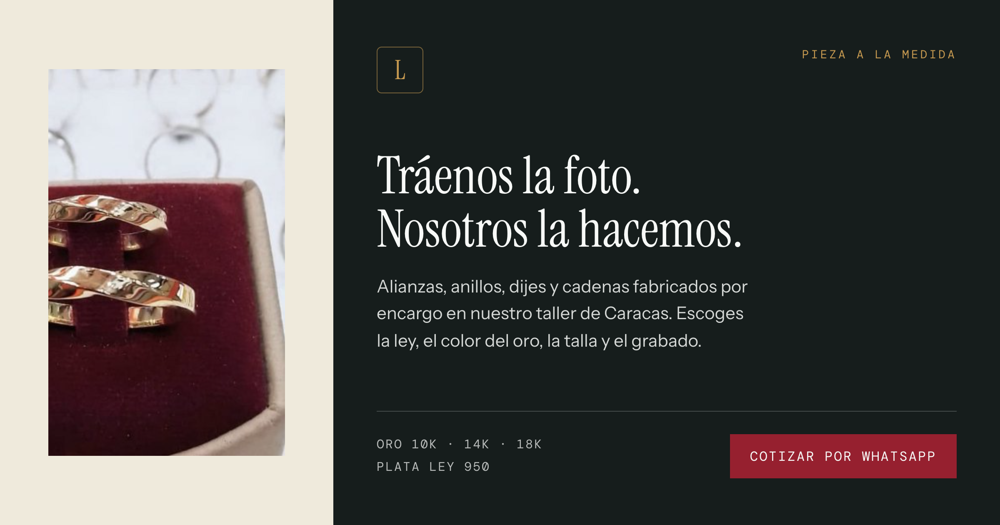 L
PIEZA A LA MEDIDA
Tráenos la foto.
Nosotros la hacemos.
Alianzas, anillos, dijes y cadenas fabricados por
encargo en nuestro taller de Caracas. Escoges
la ley, el color del oro, la talla y el grabado.
ORO 10K · 14K · 18K
PLATA LEY 950
COTIZAR POR WHATSAPP